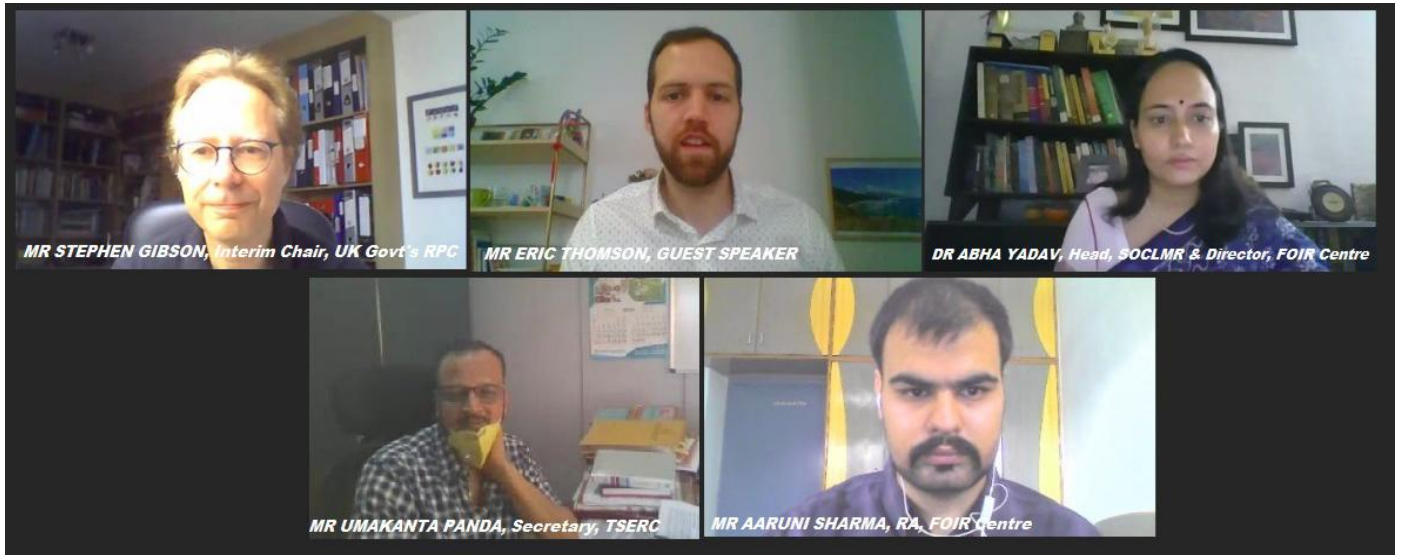 MR STEPHEN GIBSON, Interim Chair, UK Govt's RPC
MR ERIC THOMSON, GUEST SPEAKER
DR ABHA YADAV, Head, SOCLMR & Director, FOIR Centre
MR UMAKANTA PANDA, Secretary, TSERC
MR AARUNI SHARMA, RA, FOIR Centre